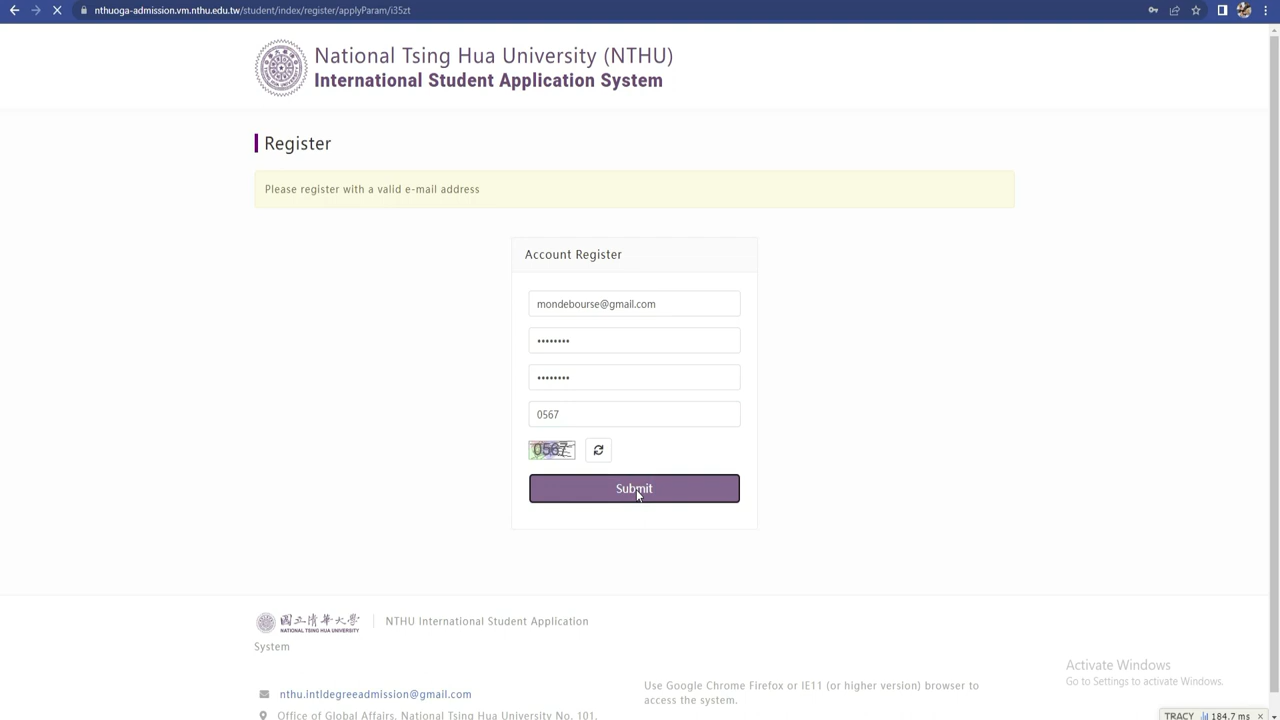 nthuoga-admission.vm.nthu.edu.tw/student/index/register/applyParam/i35zt
National Tsing Hua University (NTHU)
International Student Application System
Register
Please register with a valid e-mail address
Account Register
mondebourse@gmail.com
••••••••
••••••••
0567
0567
Submit
國立清華大學
NATIONAL TSING HUA UNIVERSITY
NTHU International Student Application
System
Activate Windows
Go to Settings to activate Windows.
nthu.intldegreeadmission@gmail.com
Use Google Chrome Firefox or IE11 (or higher version) browser to
access the system.
Office of Global Affairs, National Tsing Hua University No. 101,
TRACY 184.7 ms ×